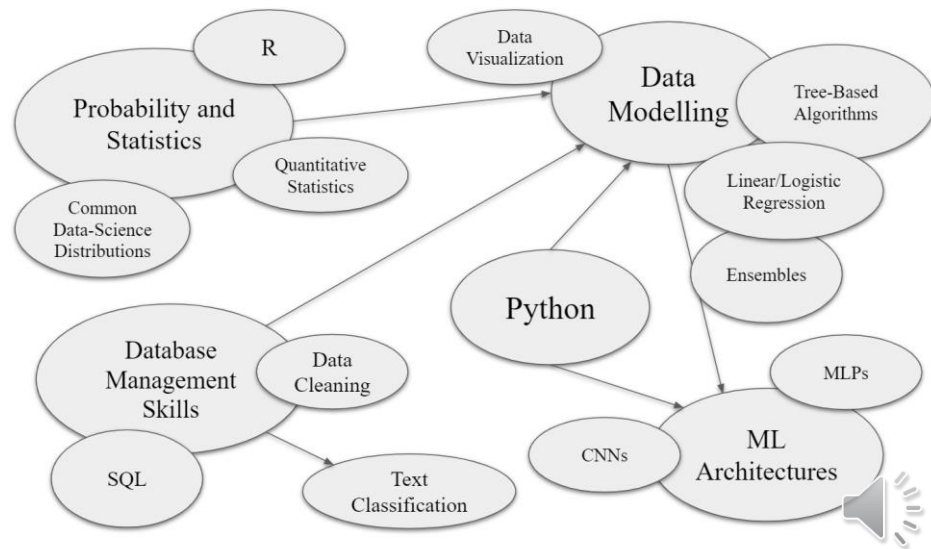 R
Probability and
Statistics
Quantitative
Statistics
Common
Data-Science
Distributions
Data
Visualization
Data
Modelling
Tree-Based
Algorithms
Linear/Logistic
Regression
Ensembles
Python
Database
Management
Skills
Data
Cleaning
SQL
Text
Classification
MLPs
CNNs
ML
Architectures